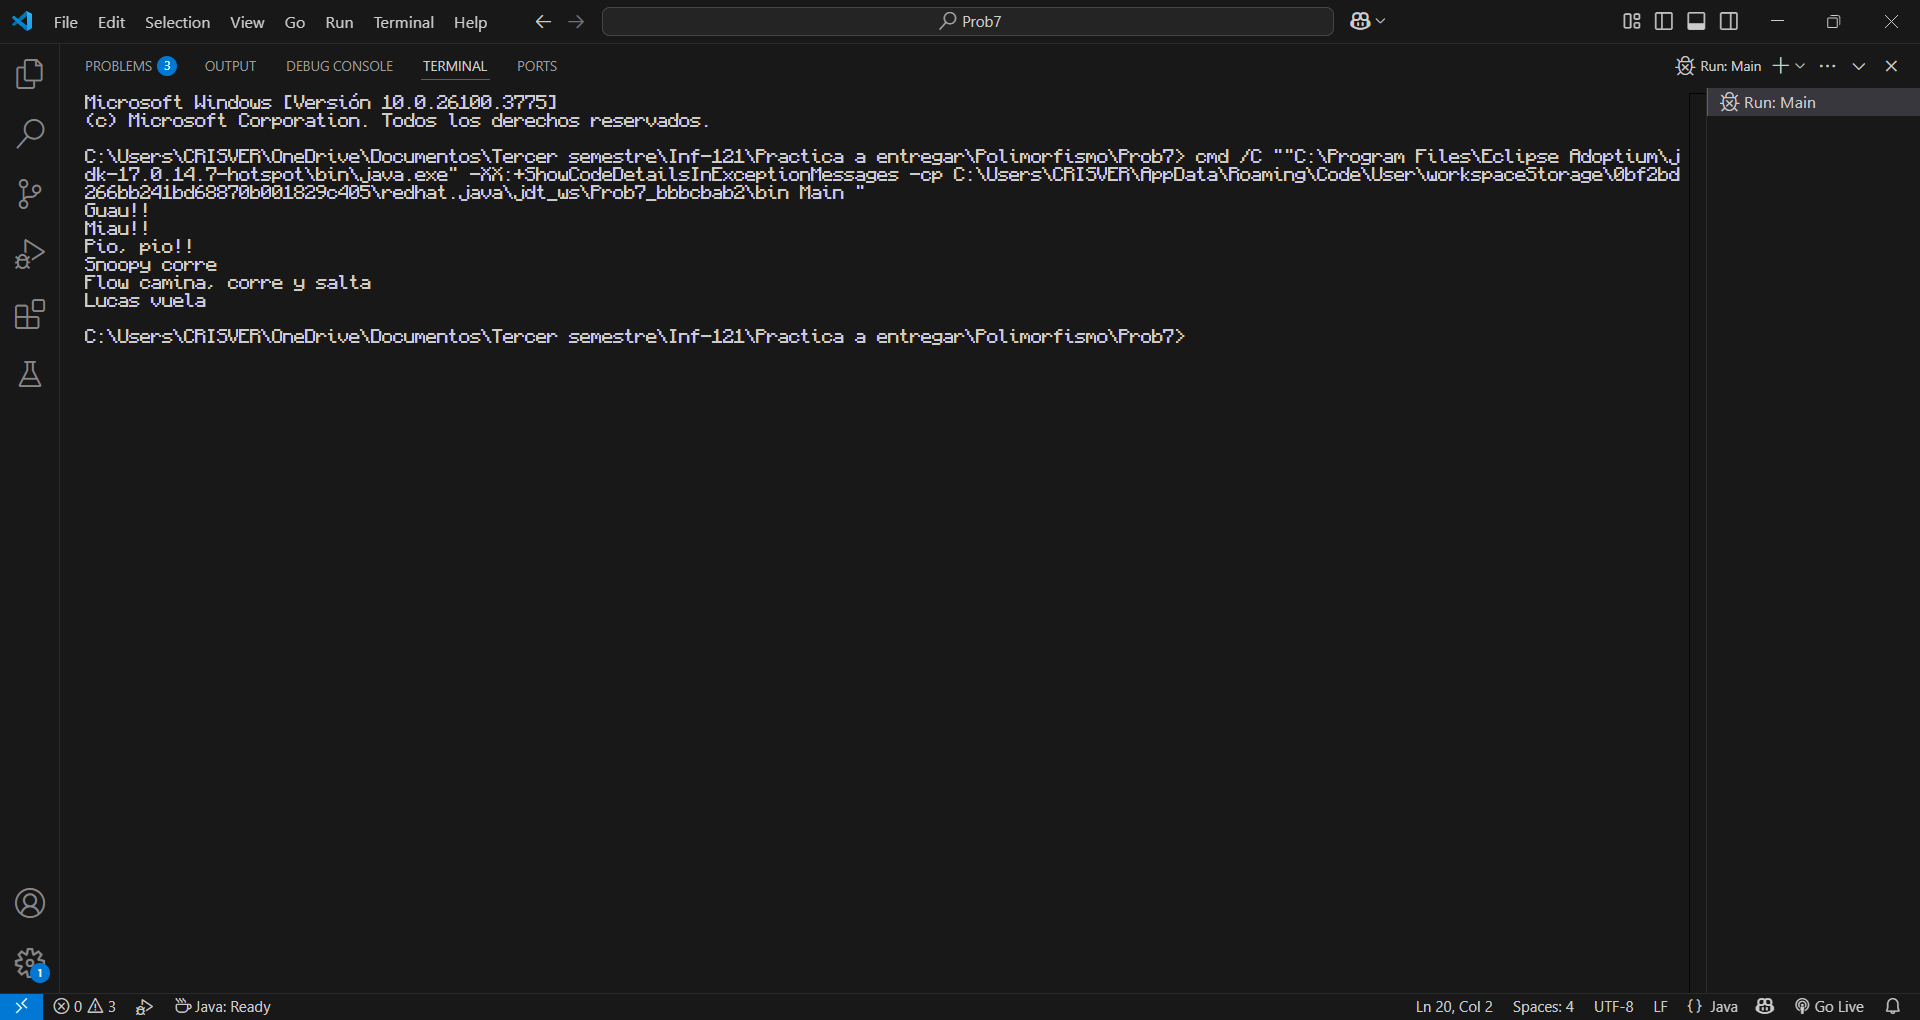 File Edit Selection View Go Run Terminal Help Prob7
PROBLEMS 3 OUTPUT DEBUG CONSOLE TERMINAL PORTS Run: Main
Run: Main
Microsoft Windows [Versión 10.0.26100.3775]
(c) Microsoft Corporation. Todos los derechos reservados.
C:\Users\CRISVER\OneDrive\Documentos\Tercer semestre\Inf-121\Practica a entregar\Polimorfismo\Prob7> cmd /C ""C:\Program Files\Eclipse Adoptium\j
dk-17.0.14.7-hotspot\bin\java.exe" -XX:+ShowCodeDetailsInExceptionMessages -cp C:\Users\CRISVER\AppData\Roaming\Code\User\workspaceStorage\0bf2bd
266bb241bd68870b001829c405\redhat.java\jdt_ws\Prob7_bbbcbab2\bin Main "
Guau!!
Miau!!
Pio, pio!!
Snoopy corre
Flow camina, corre y salta
Lucas vuela
C:\Users\CRISVER\OneDrive\Documentos\Tercer semestre\Inf-121\Practica a entregar\Polimorfismo\Prob7>
1
0 3 Java: Ready Ln 20, Col 2 Spaces: 4 UTF-8 LF {} Java Go Live